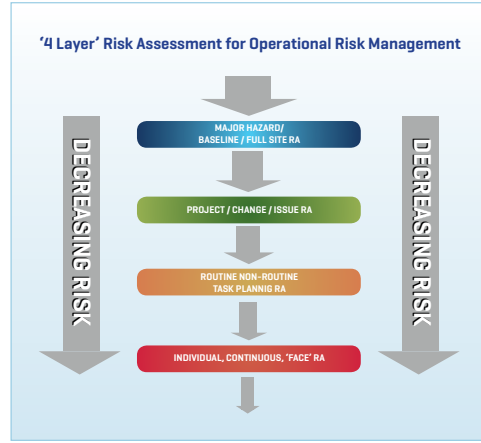 '4 Layer' Risk Assessment for Operational Risk Management
MAJOR HAZARD/
BASELINE / FULL SITE RA
DECREASING RISK
DECREASING RISK
PROJECT / CHANGE / ISSUE RA
ROUTINE NON-ROUTINE
TASK PLANNIG RA
INDIVIDUAL, CONTINUOUS, 'FACE' RA